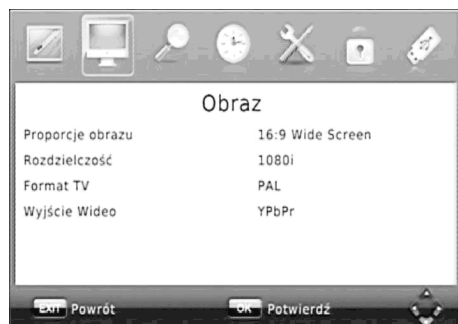 Obraz
Proporcje obrazu 16:9 Wide Screen
Rozdzielczość 1080i
Format TV PAL
Wyjście Wideo YPbPr
EXIT Powrót OK Potwierdź